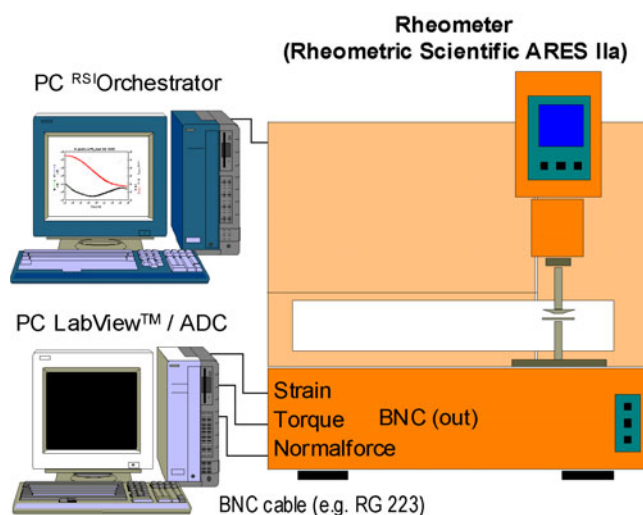 Rheometer
(Rheometric Scientific ARES IIa)
PC RSIOrchestrator
PC LabView™ / ADC
Strain
Torque BNC (out)
Normalforce
BNC cable (e.g. RG 223)